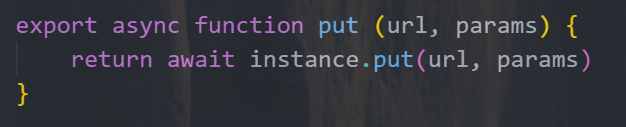 export async function put (url, params) {
    return await instance.put(url, params)
}